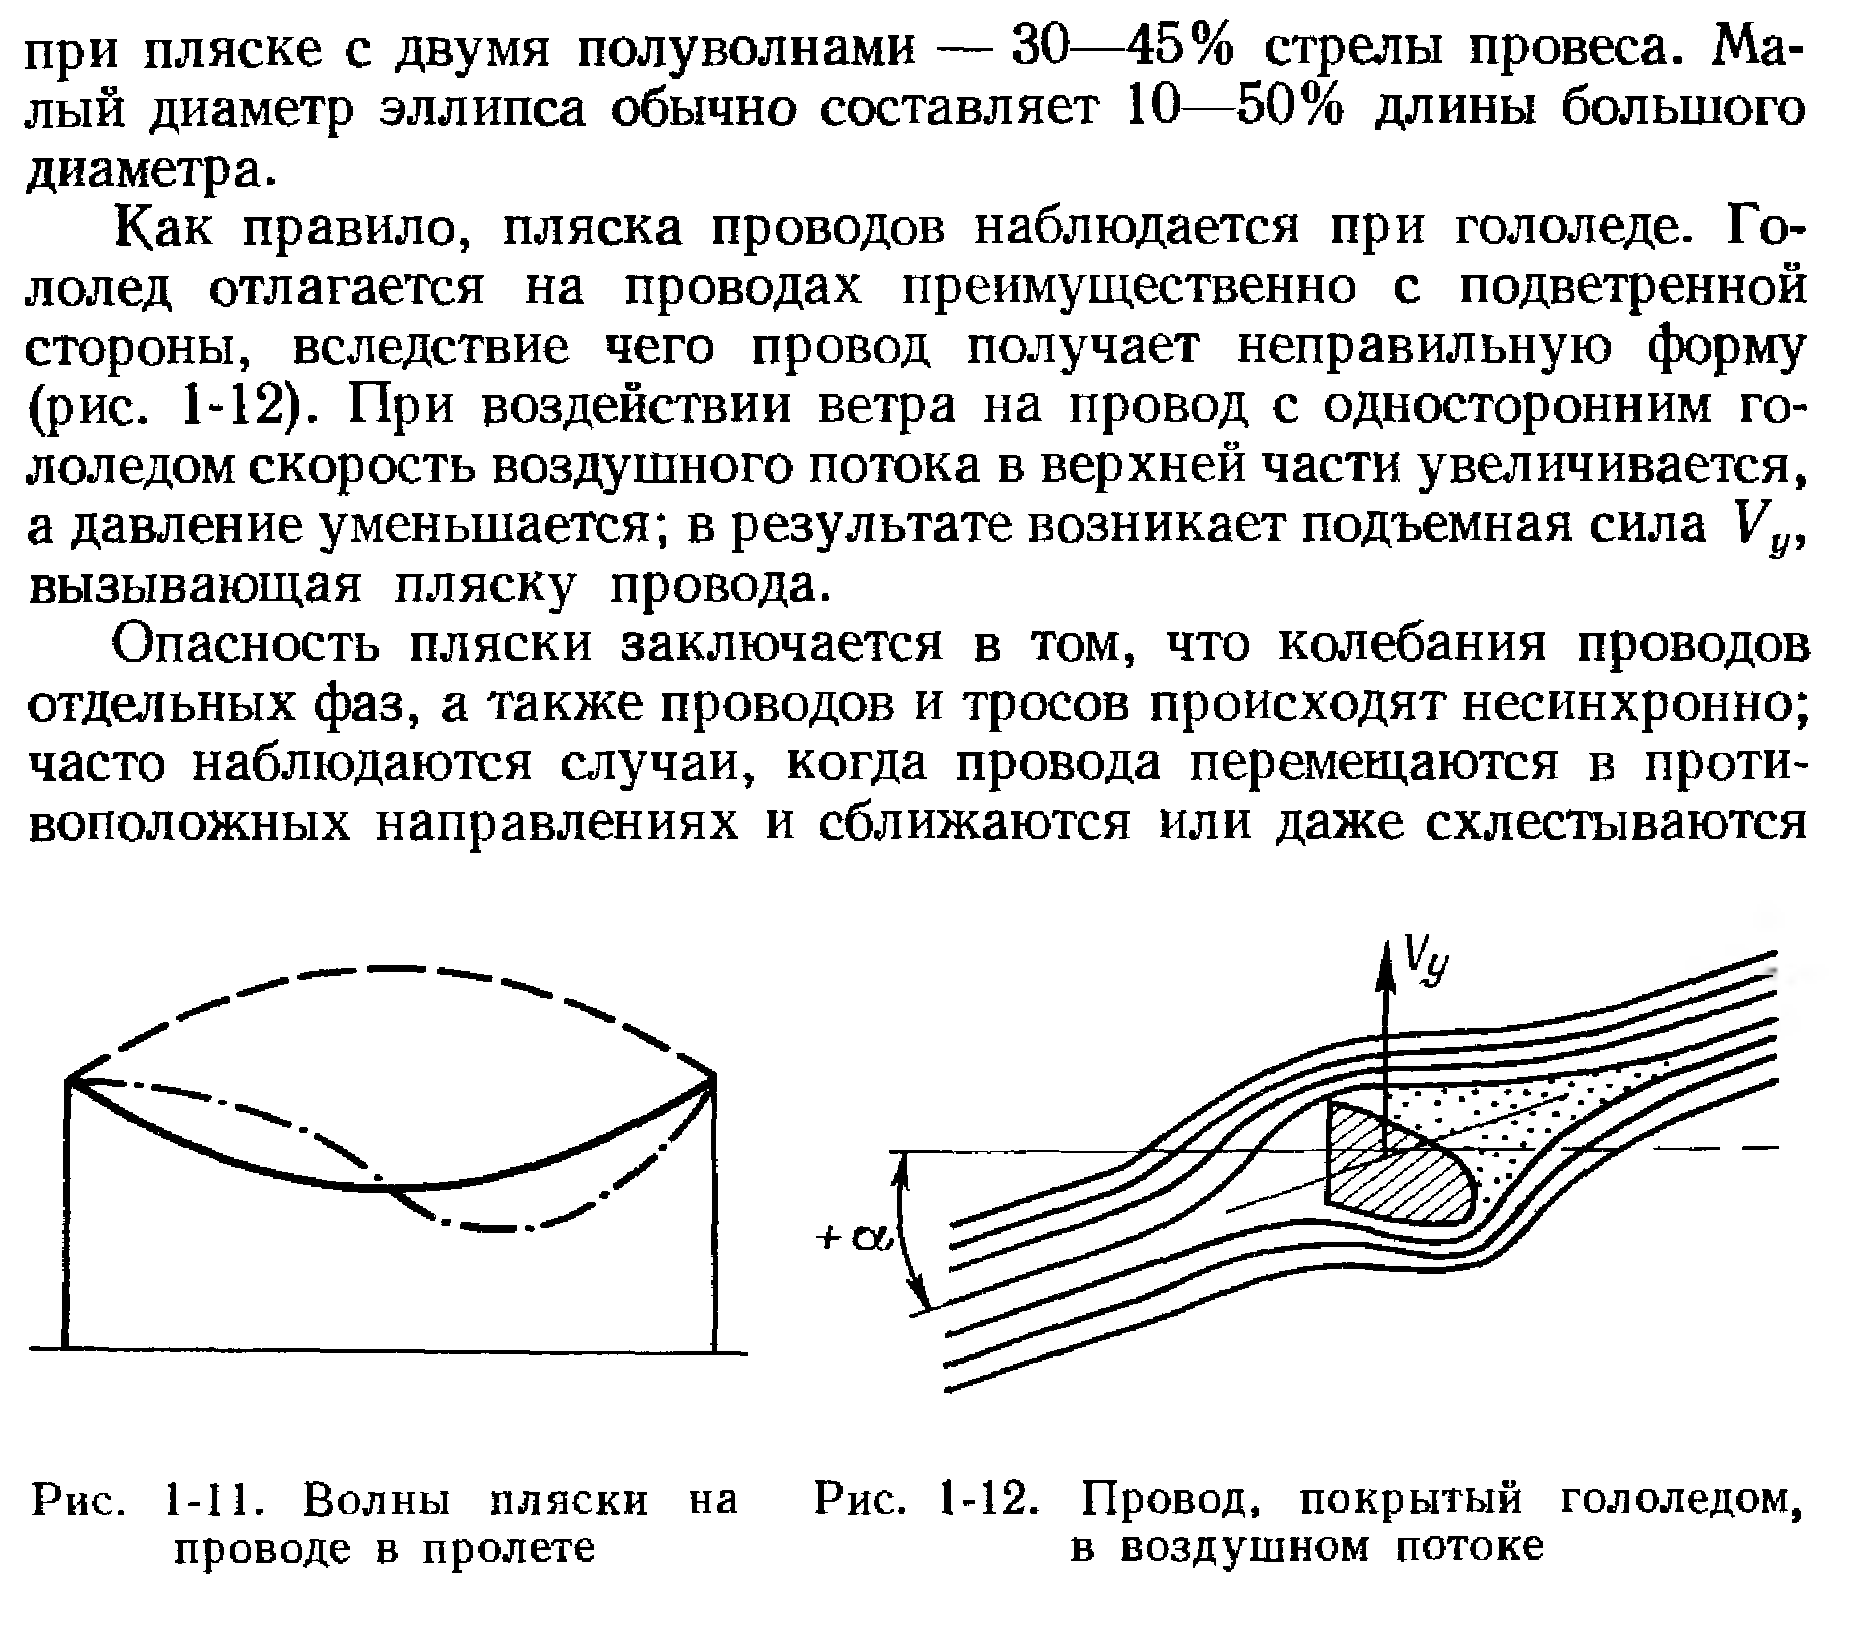 при пляске с двумя полуволнами — 30—45% стрелы провеса. Ма-
лый диаметр эллипса обычно составляет 10—50% длины большого
диаметра.
Как правило, пляска проводов наблюдается при гололеде. Го-
лолед отлагается на проводах преимущественно с подветренной
стороны, вследствие чего провод получает неправильную форму
(рис. 1-12). При воздействии ветра на провод с односторонним го-
лоледом скорость воздушного потока в верхней части увеличивается,
а давление уменьшается; в результате возникает подъемная сила Vy,
вызывающая пляску провода.
Опасность пляски заключается в том, что колебания проводов
отдельных фаз, а также проводов и тросов происходят несинхронно;
часто наблюдаются случаи, когда провода перемещаются в проти-
воположных направлениях и сближаются или даже схлестываются
Vy
+α
Рис. 1-11. Волны пляски на
проводе в пролете
Рис. 1-12. Провод, покрытый гололедом,
в воздушном потоке